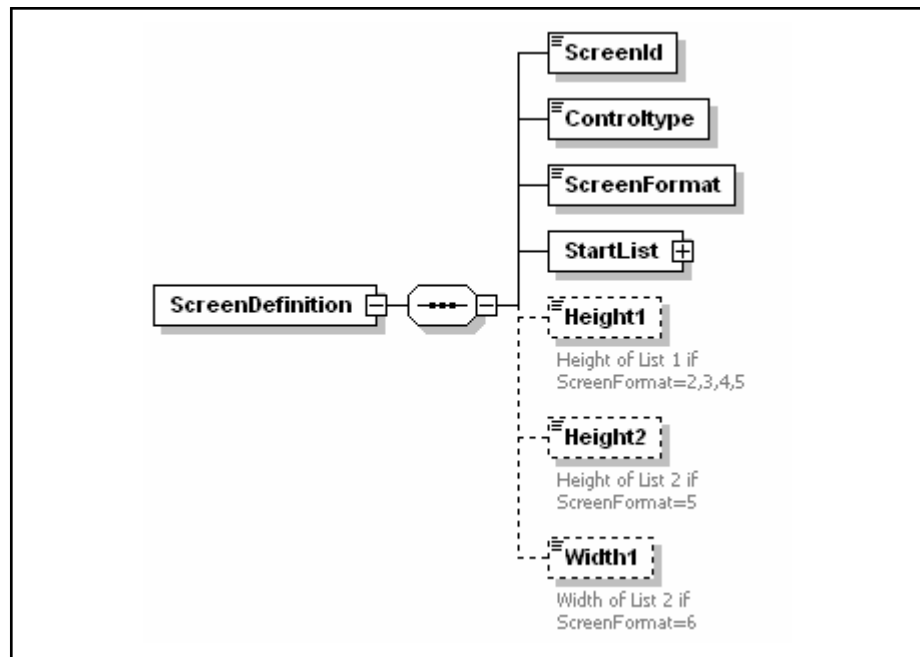 ScreenId
Controltype
ScreenFormat
StartList
ScreenDefinition
Height1
Height of List 1 if
ScreenFormat=2,3,4,5
Height2
Height of List 2 if
ScreenFormat=5
Width1
Width of List 2 if
ScreenFormat=6